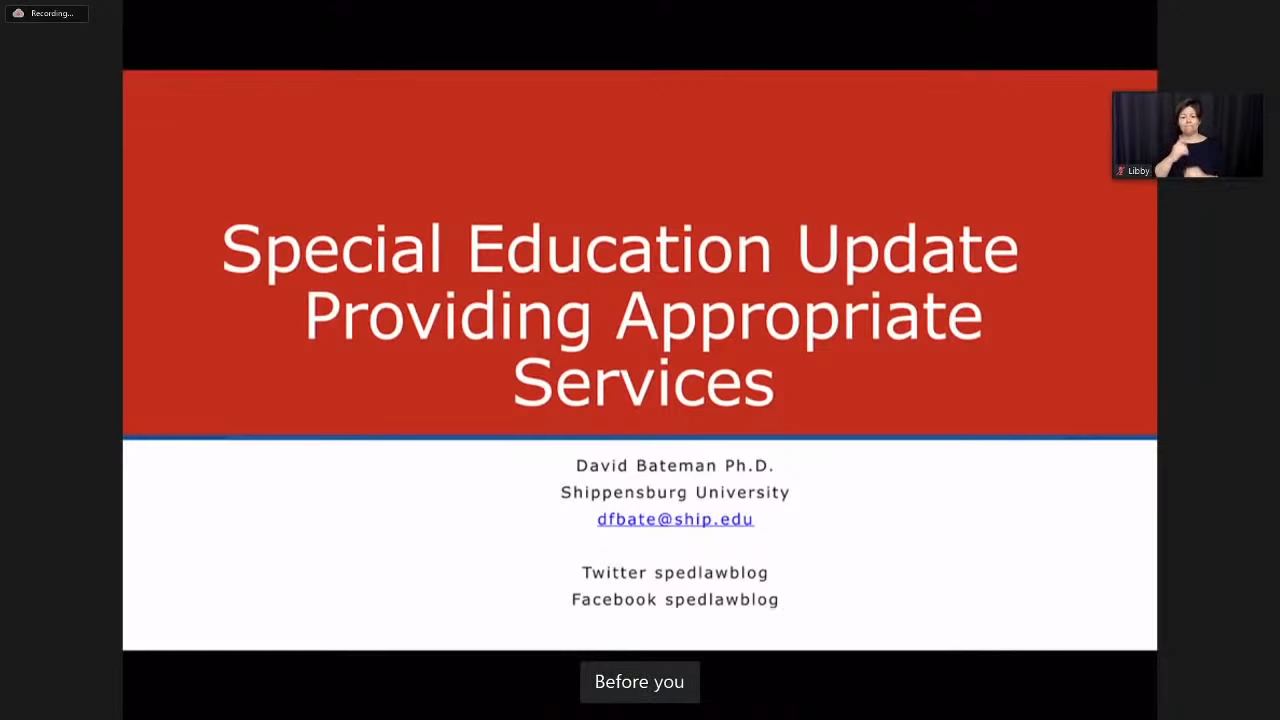 Recording...
Special Education Update
Providing Appropriate
Services
Libby
David Bateman Ph.D.
Shippensburg University
dfbate@ship.edu
Twitter spedlawblog
Facebook spedlawblog
Before you